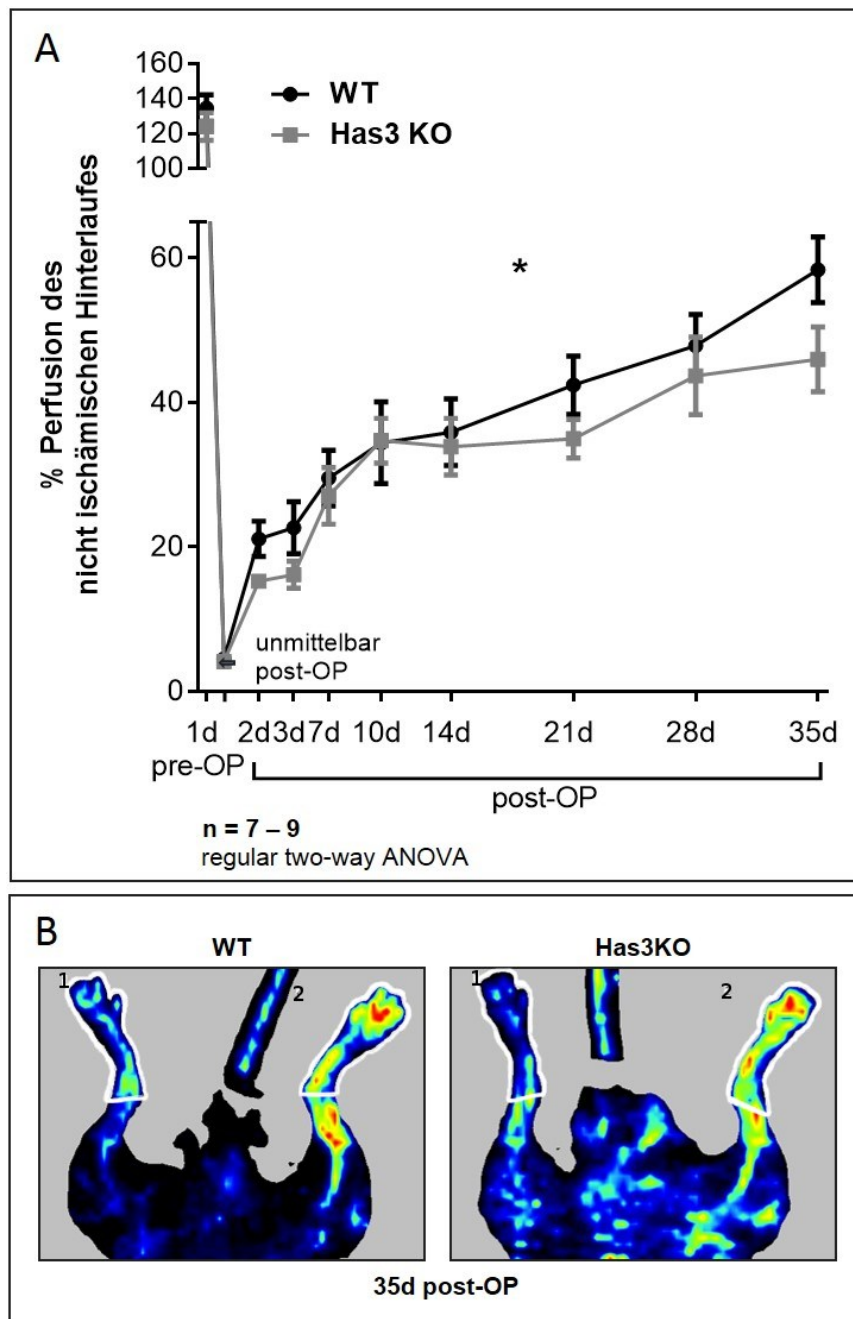 A
160
140
120
100
60
40
20
0
% Perfusion des
nicht ischämischen Hinterlaufes
WT
Has3 KO
*
unmittelbar
post-OP
1d 2d 3d 7d 10d 14d 21d 28d 35d
pre-OP
post-OP
n = 7 – 9
regular two-way ANOVA
B
WT Has3KO
1 2 1 2
35d post-OP